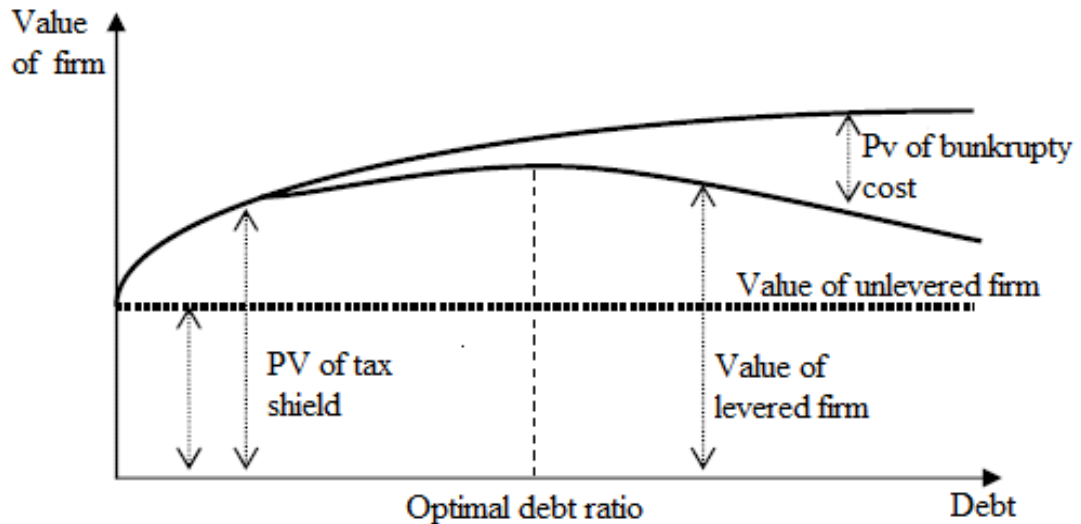 Value
of firm
Pv of bunkrupty
cost
Value of unlevered firm
PV of tax
shield
Value of
levered firm
Optimal debt ratio
Debt